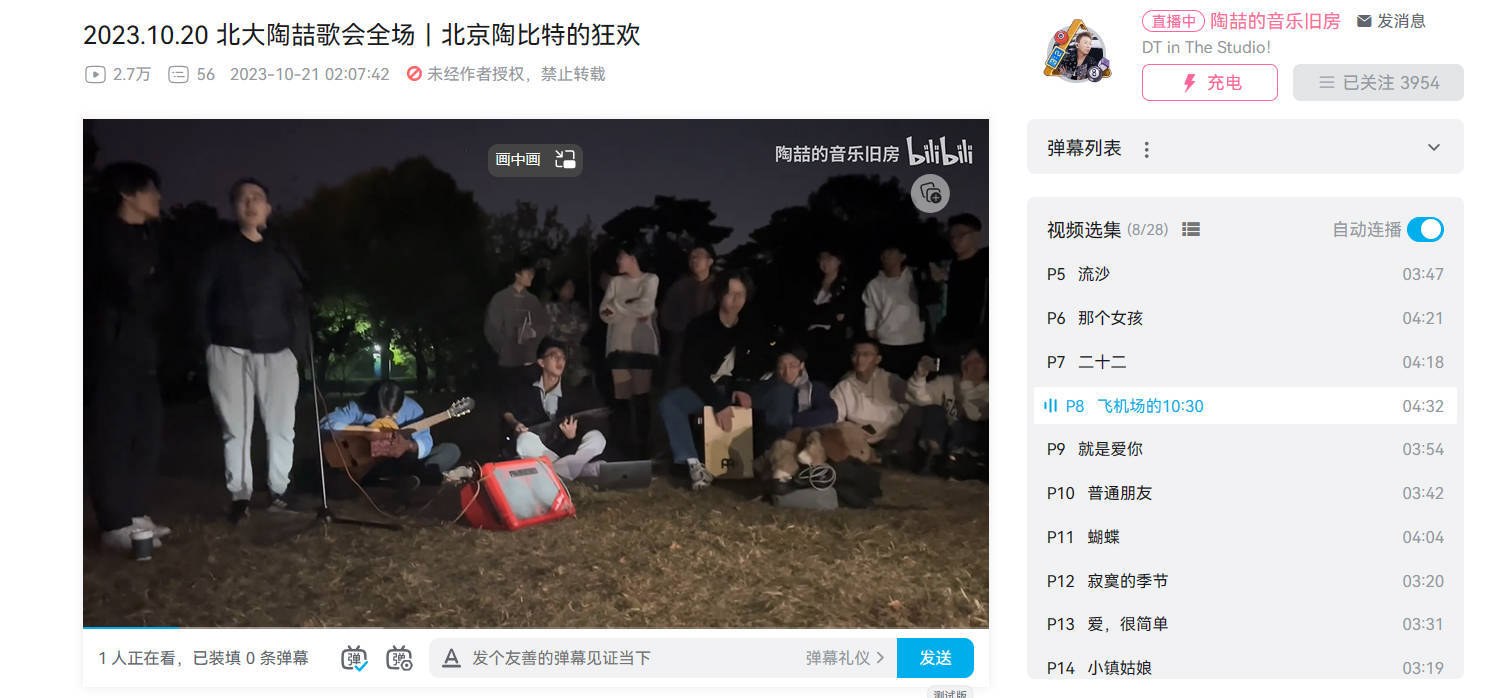 2023.10.20 北大陶喆歌会全场｜北京陶比特的狂欢
2.7万 56 2023-10-21 02:07:42 未经作者授权，禁止转载
画中画
陶喆的音乐旧房 bilibili
1 人正在看，已装填 0 条弹幕
弹
弹
A 发个友善的弹幕见证当下
弹幕礼仪
发送
测试版
直播中 陶喆的音乐旧房 发消息
DT in The Studio!
充电
已关注 3954
弹幕列表
视频选集 (8/28)
自动连播
P5 流沙 03:47
P6 那个女孩 04:21
P7 二十二 04:18
P8 飞机场的10:30 04:32
P9 就是爱你 03:54
P10 普通朋友 03:42
P11 蝴蝶 04:04
P12 寂寞的季节 03:20
P13 爱，很简单 03:31
P14 小镇姑娘 03:19